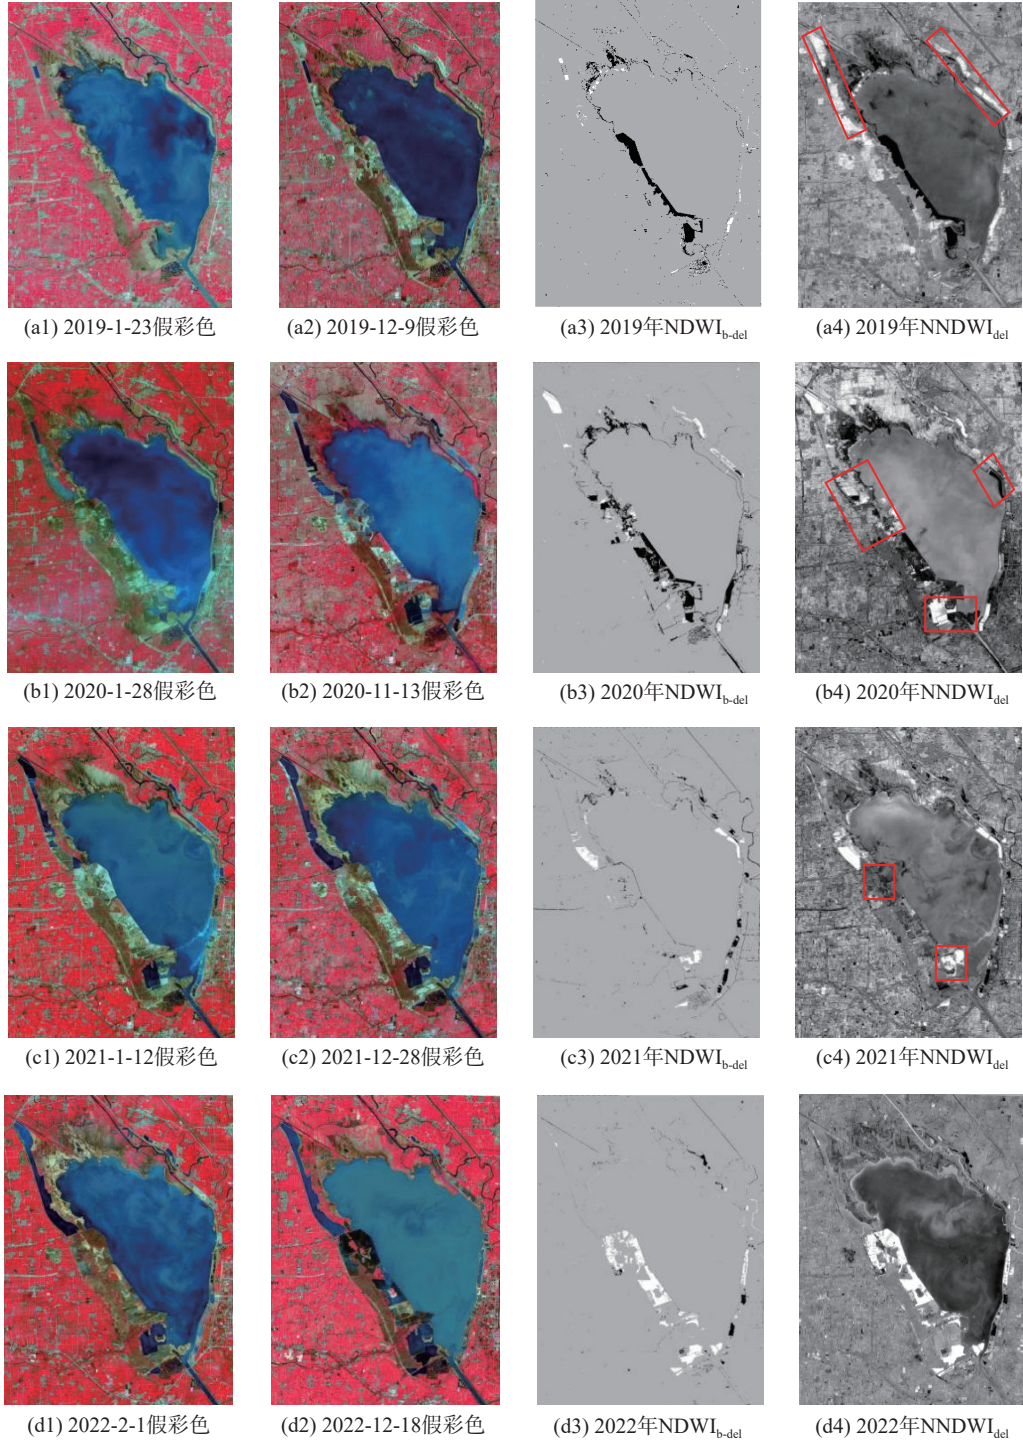 (a1) 2019-1-23假彩色
(a2) 2019-12-9假彩色
(a3) 2019年NDWIb-del
(a4) 2019年NNDWIdel
(b1) 2020-1-28假彩色
(b2) 2020-11-13假彩色
(b3) 2020年NDWIb-del
(b4) 2020年NNDWIdel
(c1) 2021-1-12假彩色
(c2) 2021-12-28假彩色
(c3) 2021年NDWIb-del
(c4) 2021年NNDWIdel
(d1) 2022-2-1假彩色
(d2) 2022-12-18假彩色
(d3) 2022年NDWIb-del
(d4) 2022年NNDWIdel